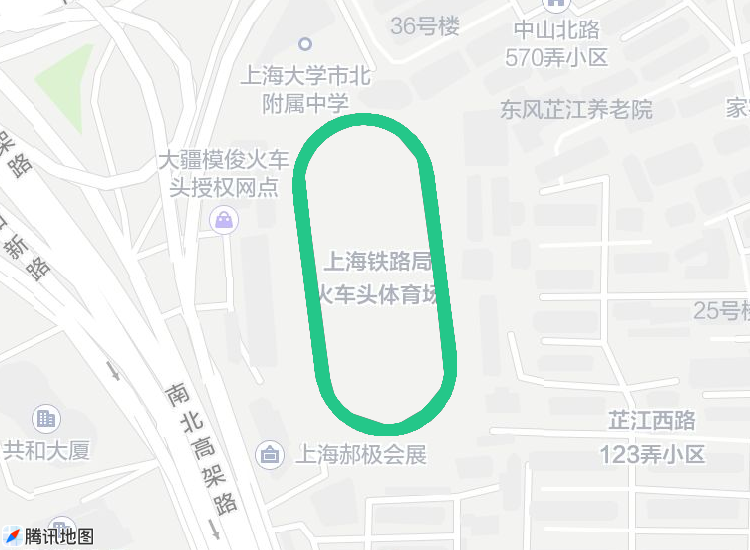 36号楼
中山北路
570弄小区
上海大学市北
附属中学
东风芷江养老院
大疆模俊火车
头授权网点
架路
新路
上海铁路局
火车头体育场
25号楼
南北高架路
芷江西路
123弄小区
共和大厦
上海郝极会展
腾讯地图